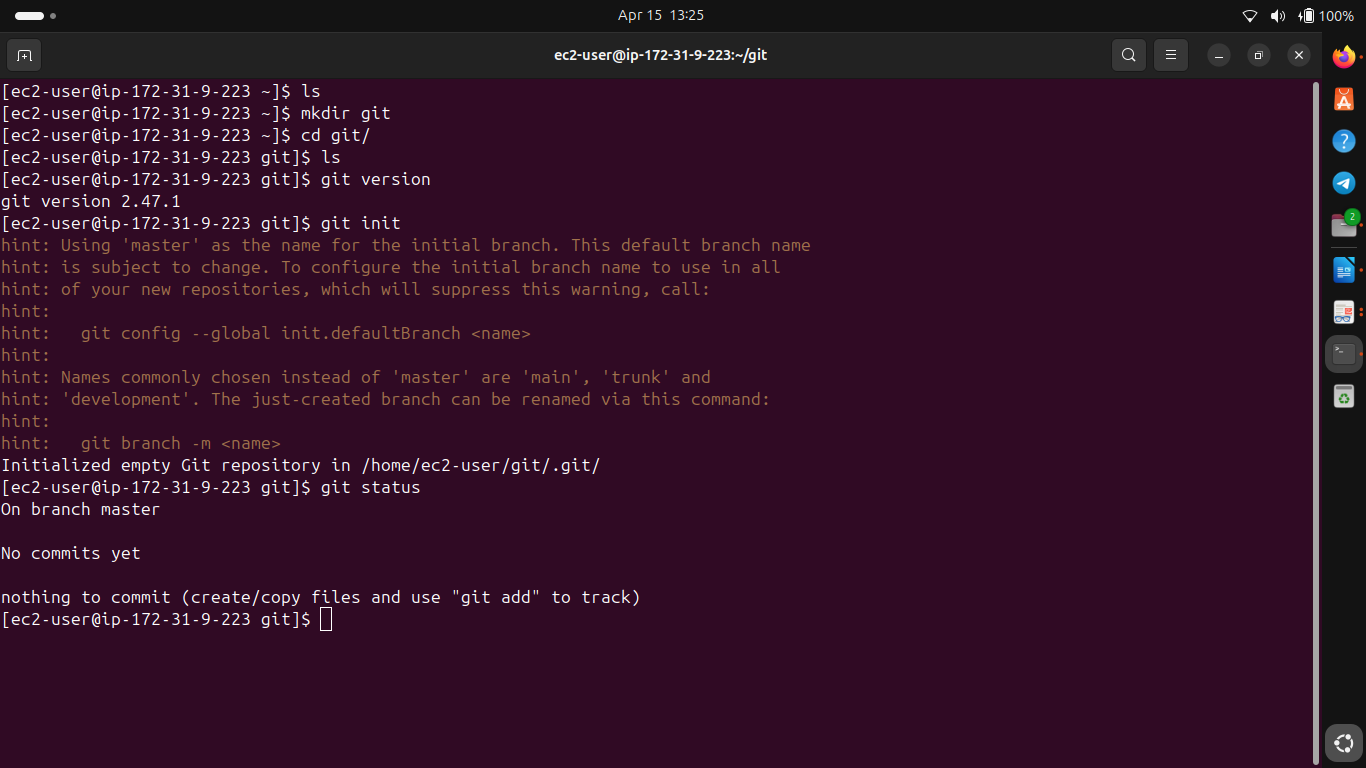 Apr 15 13:25
100%
ec2-user@ip-172-31-9-223:~/git
[ec2-user@ip-172-31-9-223 ~]$ ls
[ec2-user@ip-172-31-9-223 ~]$ mkdir git
[ec2-user@ip-172-31-9-223 ~]$ cd git/
[ec2-user@ip-172-31-9-223 git]$ ls
[ec2-user@ip-172-31-9-223 git]$ git version
git version 2.47.1
[ec2-user@ip-172-31-9-223 git]$ git init
hint: Using 'master' as the name for the initial branch. This default branch name
hint: is subject to change. To configure the initial branch name to use in all
hint: of your new repositories, which will suppress this warning, call:
hint:
hint:   git config --global init.defaultBranch <name>
hint:
hint: Names commonly chosen instead of 'master' are 'main', 'trunk' and
hint: 'development'. The just-created branch can be renamed via this command:
hint:
hint:   git branch -m <name>
Initialized empty Git repository in /home/ec2-user/git/.git/
[ec2-user@ip-172-31-9-223 git]$ git status
On branch master

No commits yet

nothing to commit (create/copy files and use "git add" to track)
[ec2-user@ip-172-31-9-223 git]$
2